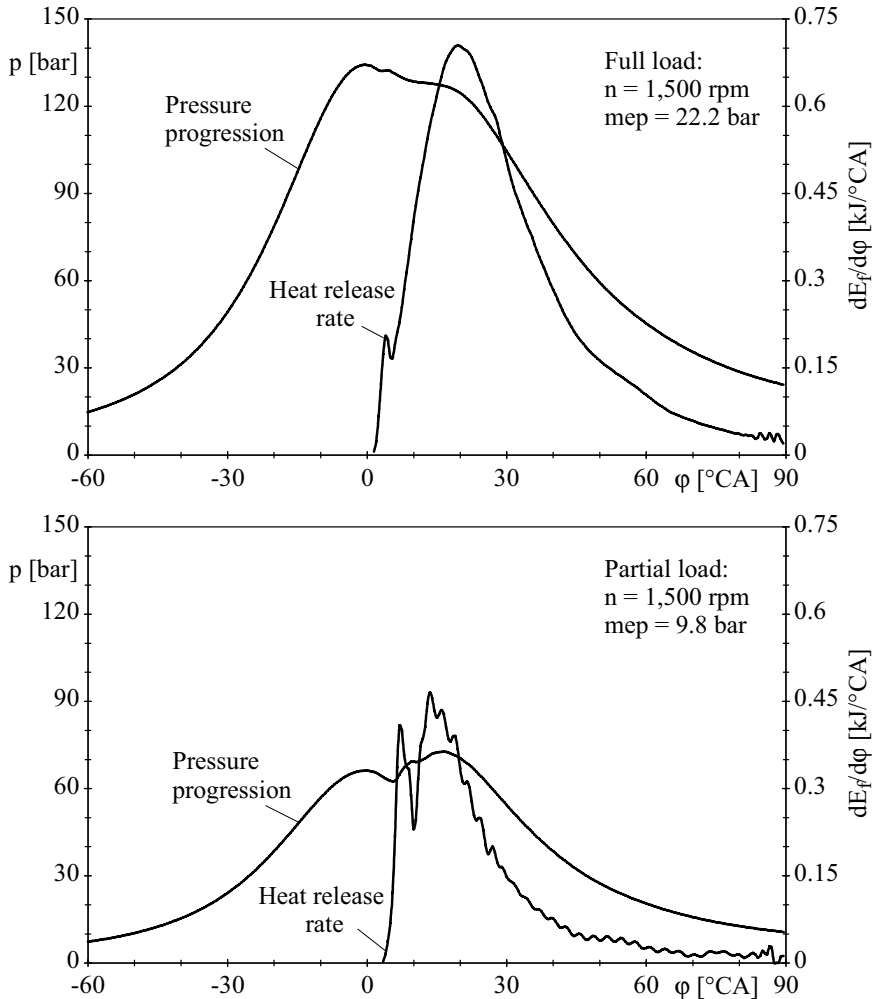 150
p [bar]
120
90
60
30
0
-60
-30
0
30
60
φ [°CA]
90
0.75
0.6
0.45
0.3
0.15
0
dE_f/dφ [kJ/°CA]
Full load:
n = 1,500 rpm
mep = 22.2 bar
Pressure
progression
Heat release
rate
150
p [bar]
120
90
60
30
0
-60
-30
0
30
60
φ [°CA]
90
0.75
0.6
0.45
0.3
0.15
0
dE_f/dφ [kJ/°CA]
Partial load:
n = 1,500 rpm
mep = 9.8 bar
Pressure
progression
Heat release
rate